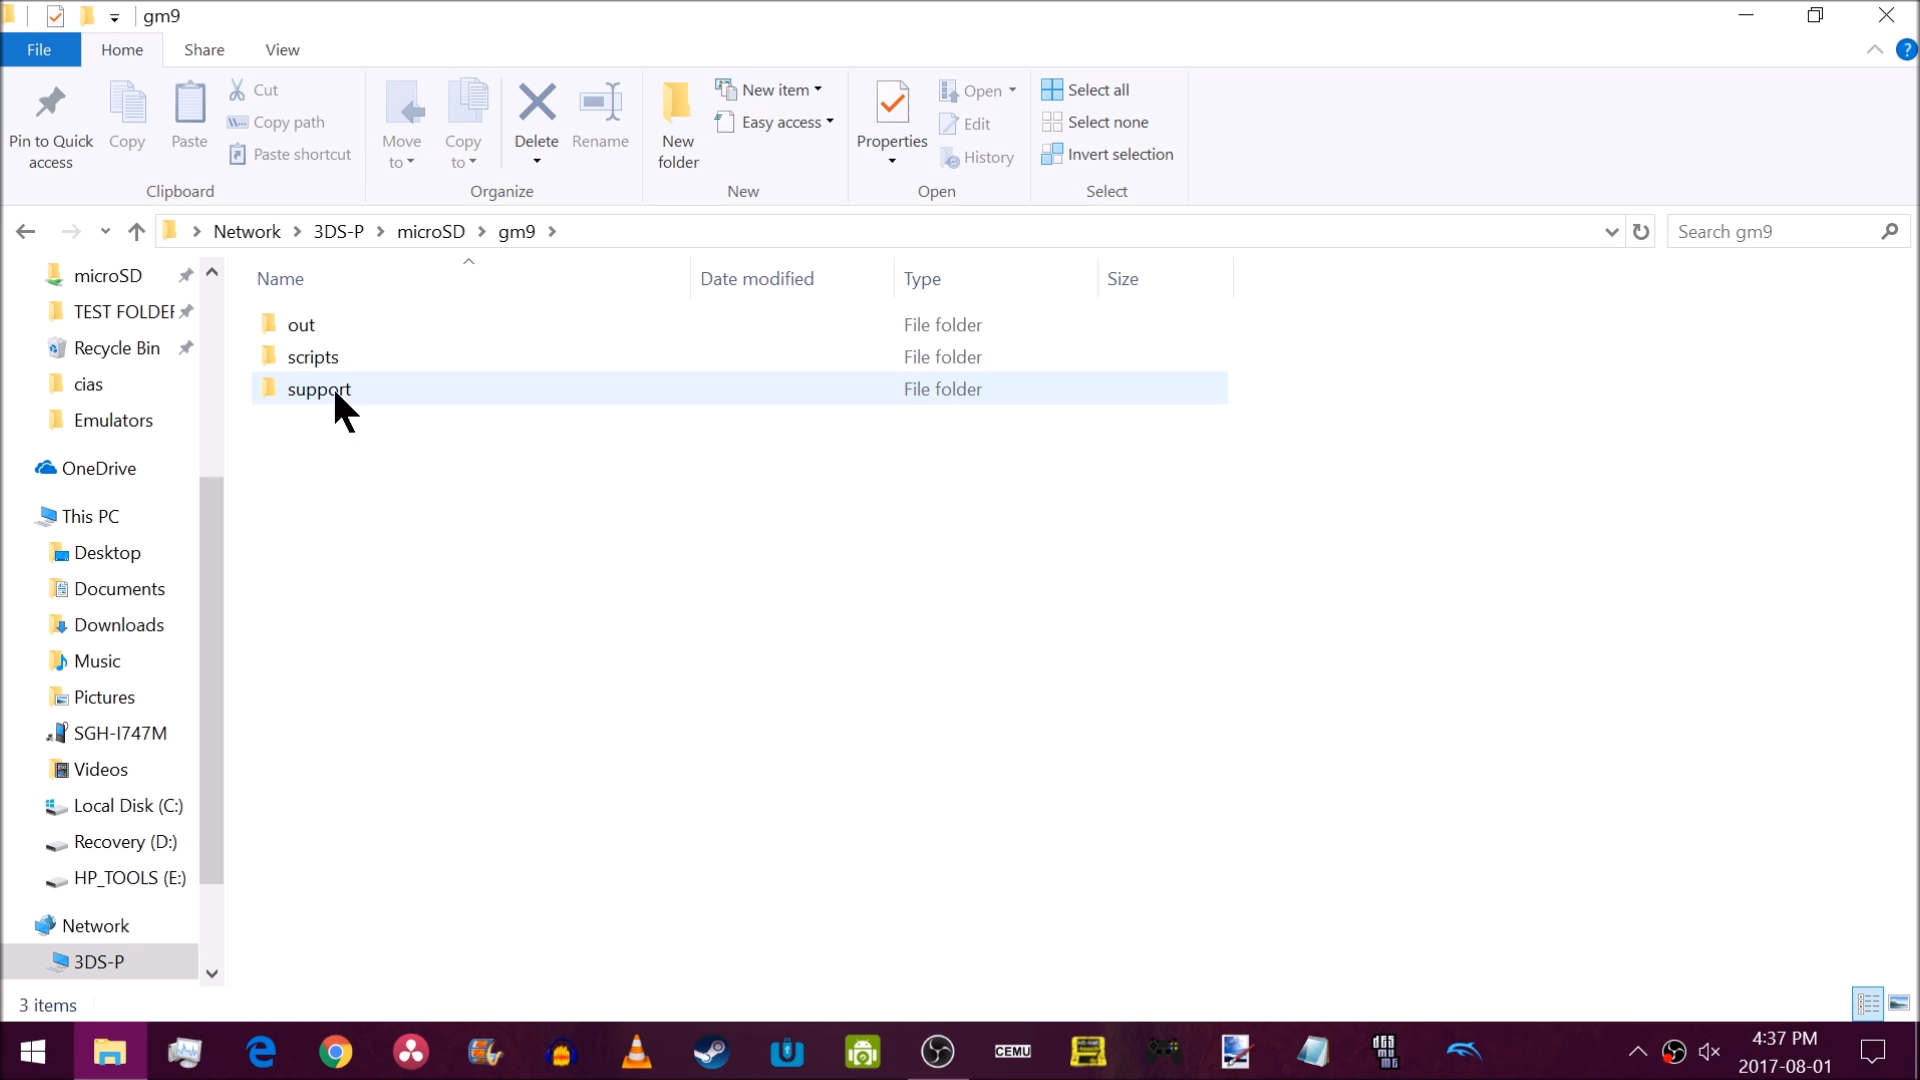 gm9
File Home Share View
Pin to Quick access
Copy
Paste
Cut
Copy path
Paste shortcut
Clipboard
Move to
Copy to
Delete
Rename
Organize
New folder
New item
Easy access
New
Properties
Open
Edit
History
Open
Select all
Select none
Invert selection
Select
Network > 3DS-P > microSD > gm9 >
Search gm9
microSD
TEST FOLDER
Recycle Bin
cias
Emulators
OneDrive
This PC
Desktop
Documents
Downloads
Music
Pictures
SGH-I747M
Videos
Local Disk (C:)
Recovery (D:)
HP_TOOLS (E:)
Network
3DS-P
Name Date modified Type Size
out File folder
scripts File folder
support File folder
3 items
CEMU
4:37 PM
2017-08-01